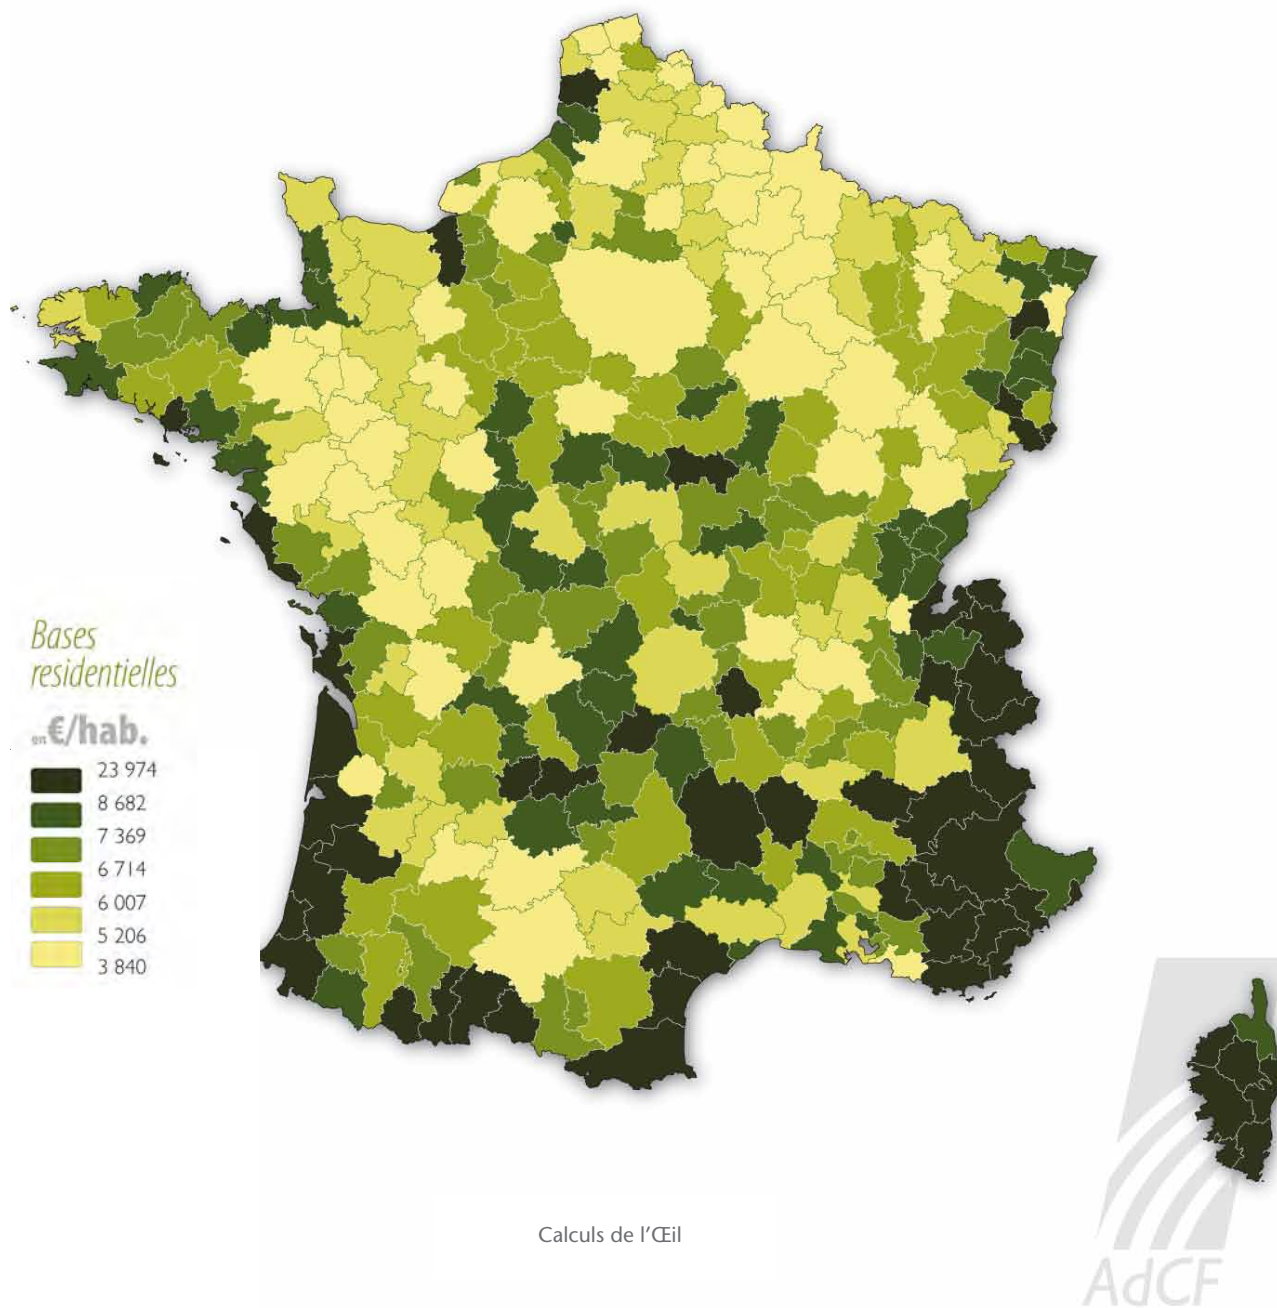 Bases
residentielles
en €/hab.
23 974
8 682
7 369
6 714
6 007
5 206
3 840
Calculs de l’Œil
AdCF